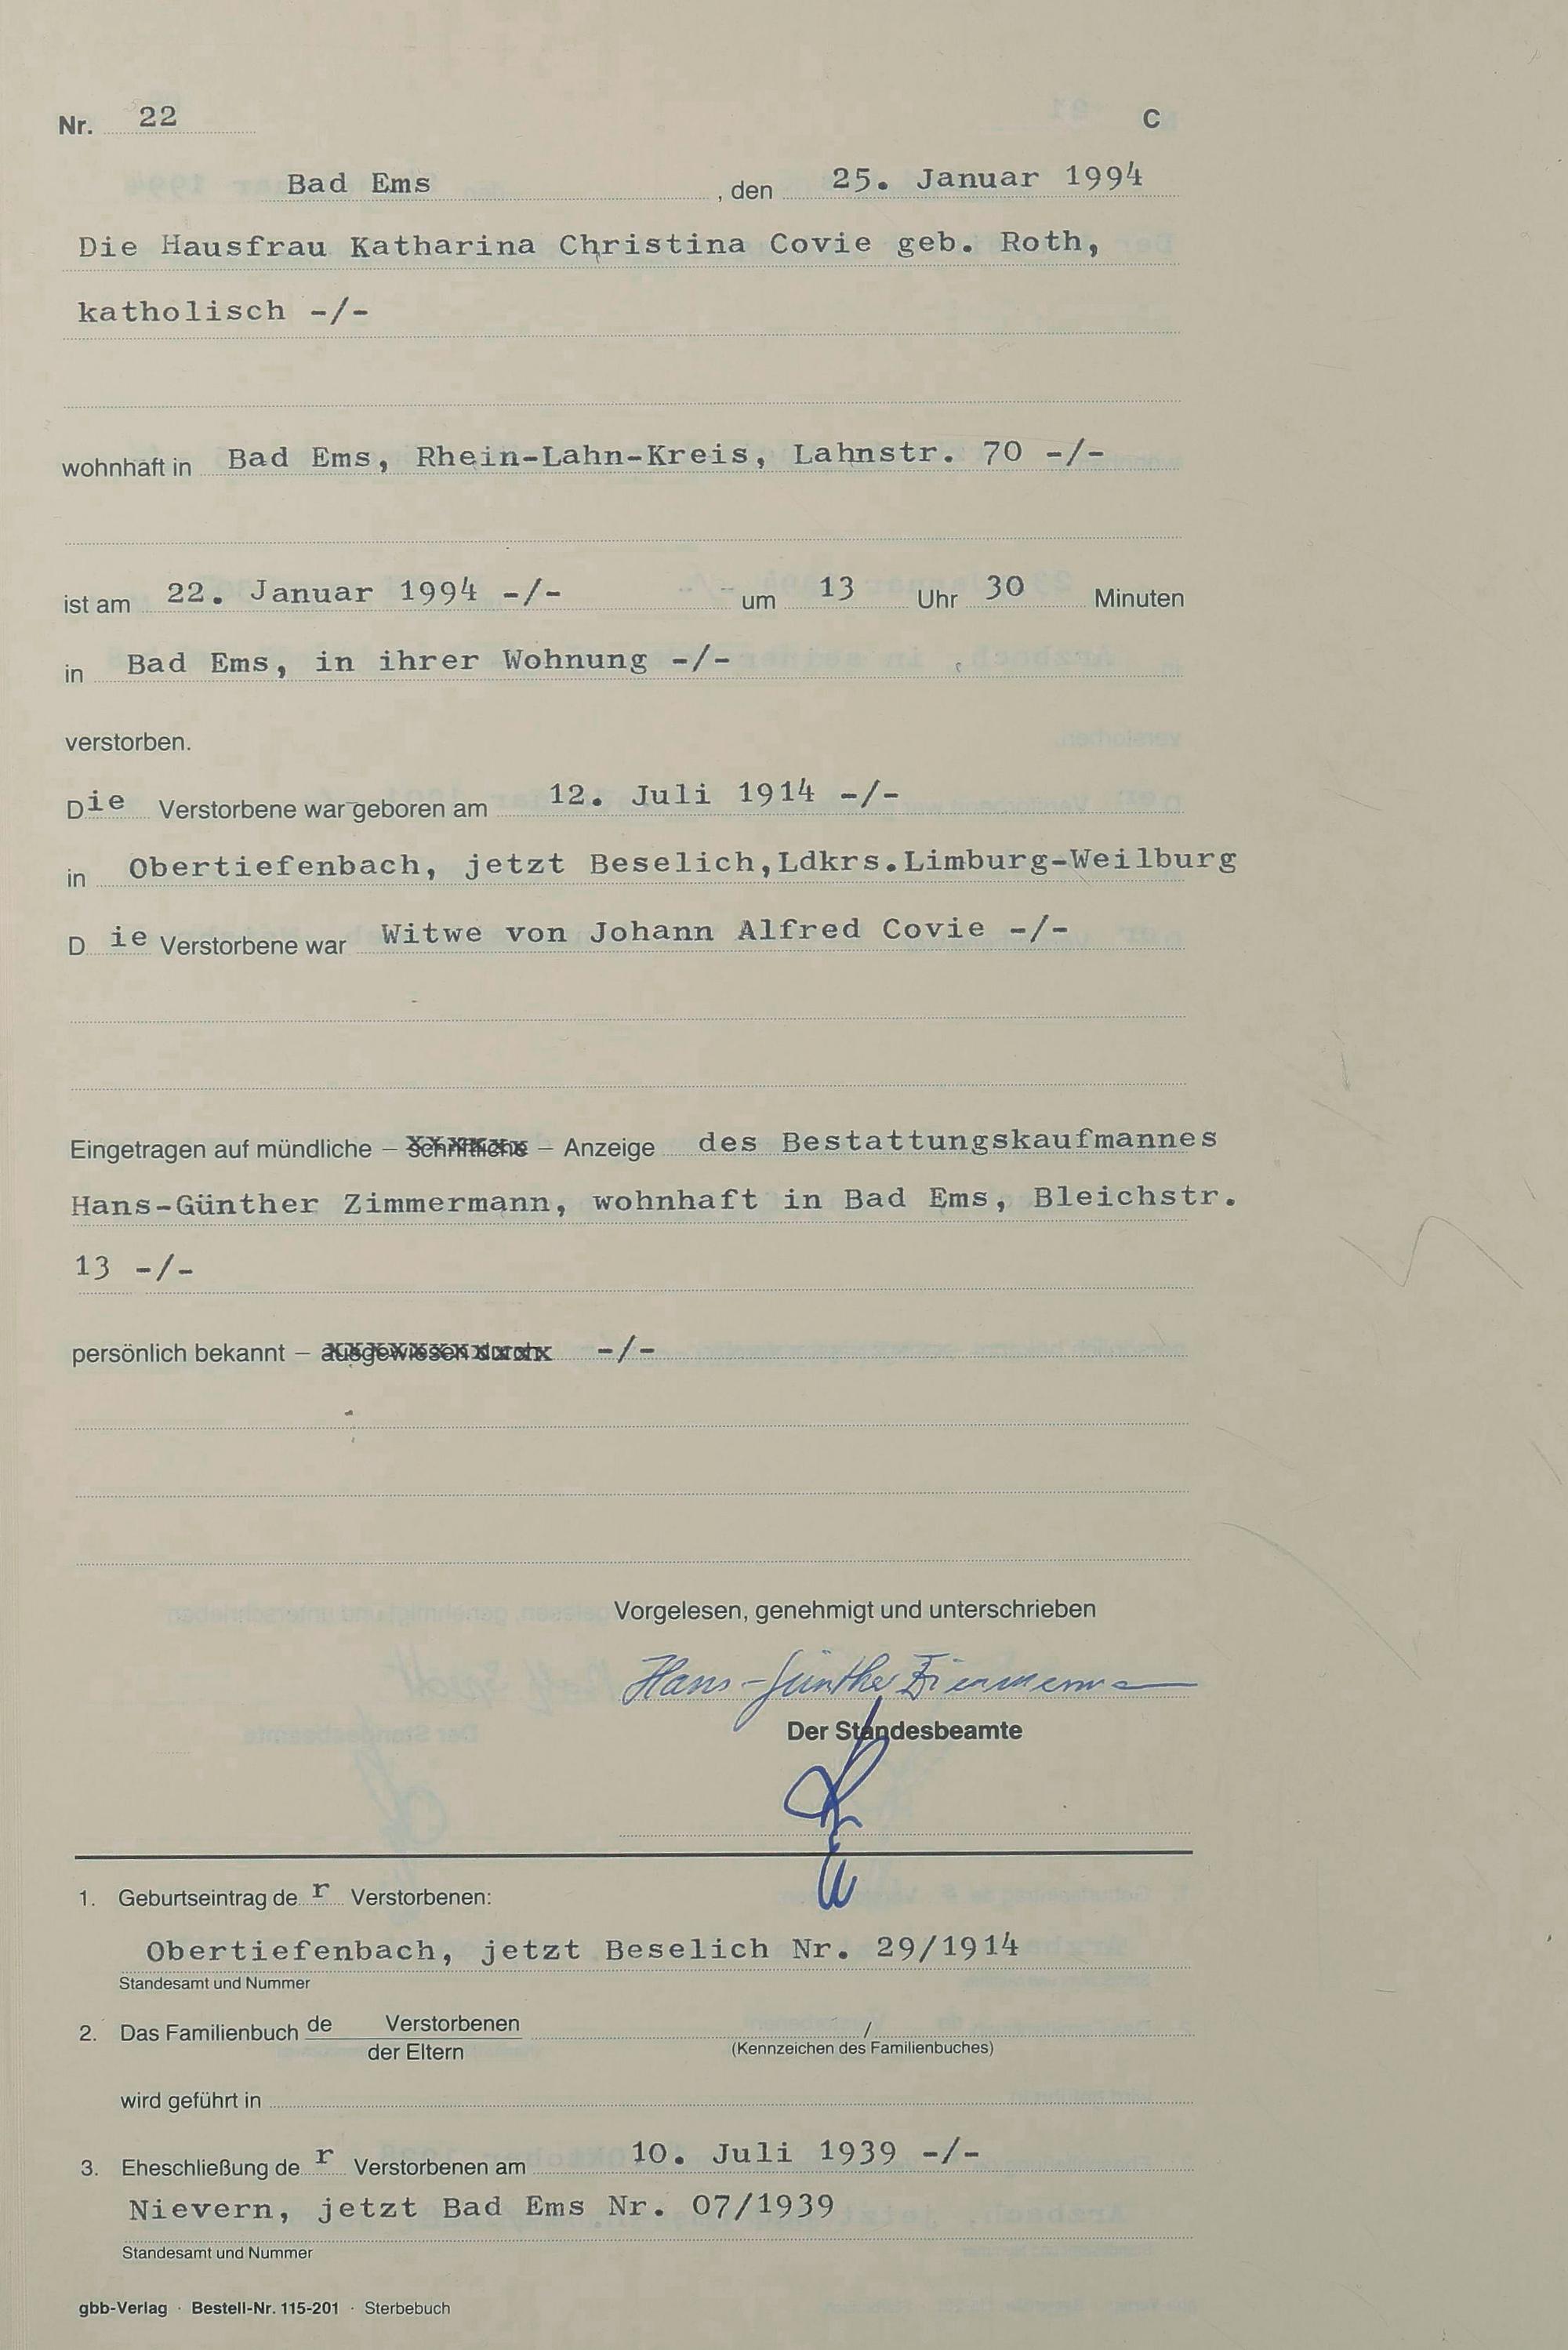 Nr. 22 C
Bad Ems , den 25. Januar 1994
Die Hausfrau Katharina Christina Covie geb. Roth,
katholisch -/-
wohnhaft in Bad Ems, Rhein-Lahn-Kreis, Lahnstr. 70 -/-
ist am 22. Januar 1994 -/- um 13 Uhr 30 Minuten
in Bad Ems, in ihrer Wohnung -/-
verstorben.
Die Verstorbene war geboren am 12. Juli 1914 -/-
in Obertiefenbach, jetzt Beselich,Ldkrs.Limburg-Weilburg
Die Verstorbene war Witwe von Johann Alfred Covie -/-
Eingetragen auf mündliche – schriftliche – Anzeige des Bestattungskaufmannes
Hans-Günther Zimmermann, wohnhaft in Bad Ems, Bleichstr.
13 -/-
persönlich bekannt – ausgewiesen durch -/-
Vorgelesen, genehmigt und unterschrieben
Hans-Günther Zimmermann
Der Standesbeamte
1. Geburtseintrag der Verstorbenen:
Obertiefenbach, jetzt Beselich Nr. 29/1914
Standesamt und Nummer
2. Das Familienbuch de Verstorbenen /
der Eltern (Kennzeichen des Familienbuches)
wird geführt in
3. Eheschließung der Verstorbenen am 10. Juli 1939 -/-
Nievern, jetzt Bad Ems Nr. 07/1939
Standesamt und Nummer
gbb-Verlag · Bestell-Nr. 115-201 · Sterbebuch